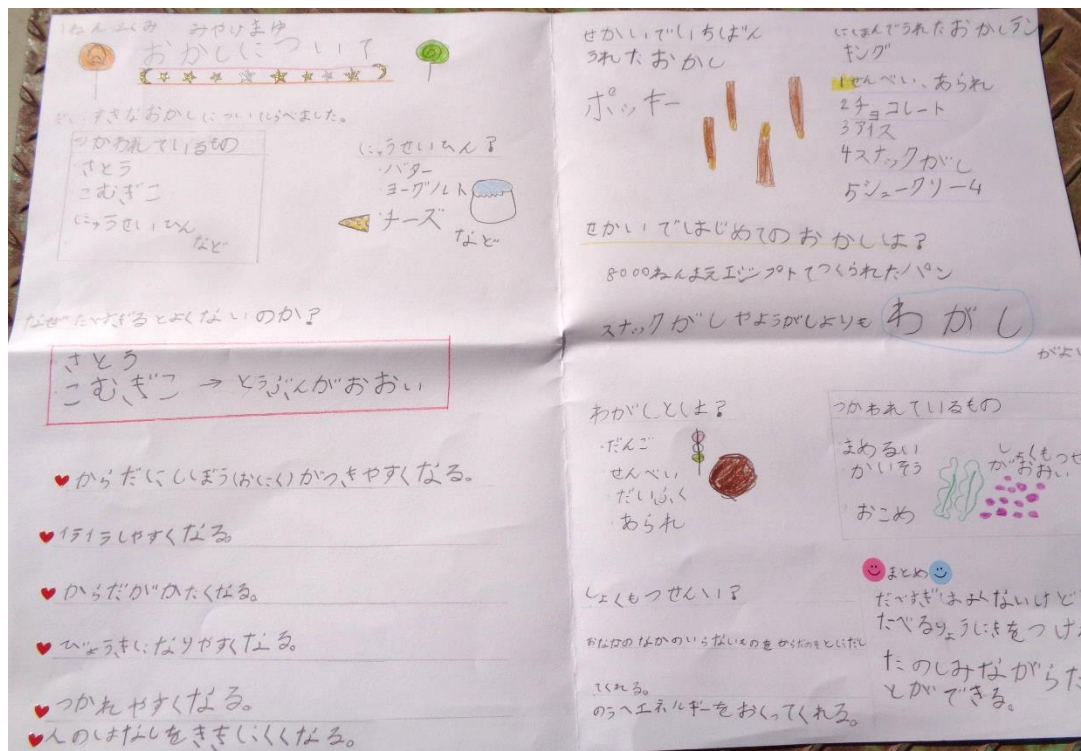 1ねん ふくみ みやけまゆ
おかしについて
すきなおかしについてしらべました。
つかわれているもの
さとう
こむぎこ
にゅうせいひん
など
にゅうせいひん?
・バター
・ヨーグルト
・チーズ
など
なぜたべすぎるとよくないのか?
さとう
こむぎこ → とうぶんがおおい
からだにしぼう(おにく)がつきやすくなる。
イライラしやすくなる。
からだがかたくなる。
びょうきになりやすくなる。
つかれやすくなる。
人のはなしをききにくくなる。
せかいでいちばん
うれたおかし
ポッキー
にほんでうれたおかしラン
キング
1せんべい、あられ
2チョコレート
3アイス
4スナックがし
5シュークリーム
せかいではじめてのおかしは?
8000ねんまえエジプトでつくられたパン
スナックがしやようがしよりも わがし
がよい
わがしとは?
・だんご
せんべい
だいふく
・あられ
つかわれているもの
まめるい
かいそう
おこめ
しょくもつせ
がおおい
しょくもつせんい?
おなかのなかのいらないものをからだのそとにだし
てくれる。
のうへエネルギーをおくってくれる。
まとめ
たべすぎはよくないけど
たべるりょうにきをつけ
たのしみながらた
とができる。